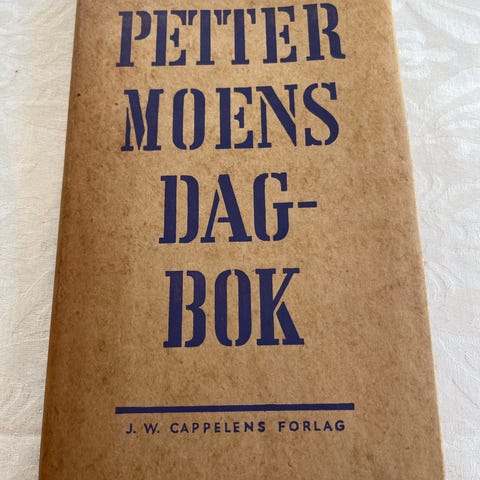 PETTER
MOENS
DAG-
BOK
J. W. CAPPELENS FORLAG